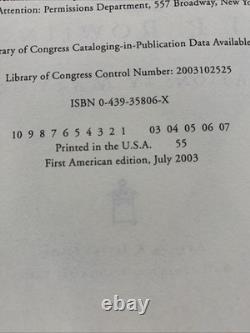 Attention: Permissions Department, 557 Broadway, New
rary of Congress Cataloging-in-Publication Data Available
Library of Congress Control Number: 2003102525
ISBN 0-439-35806-X
10 9 8 7 6 5 4 3 2 1 03 04 05 06 07
Printed in the U.S.A. 55
First American edition, July 2003
ebay